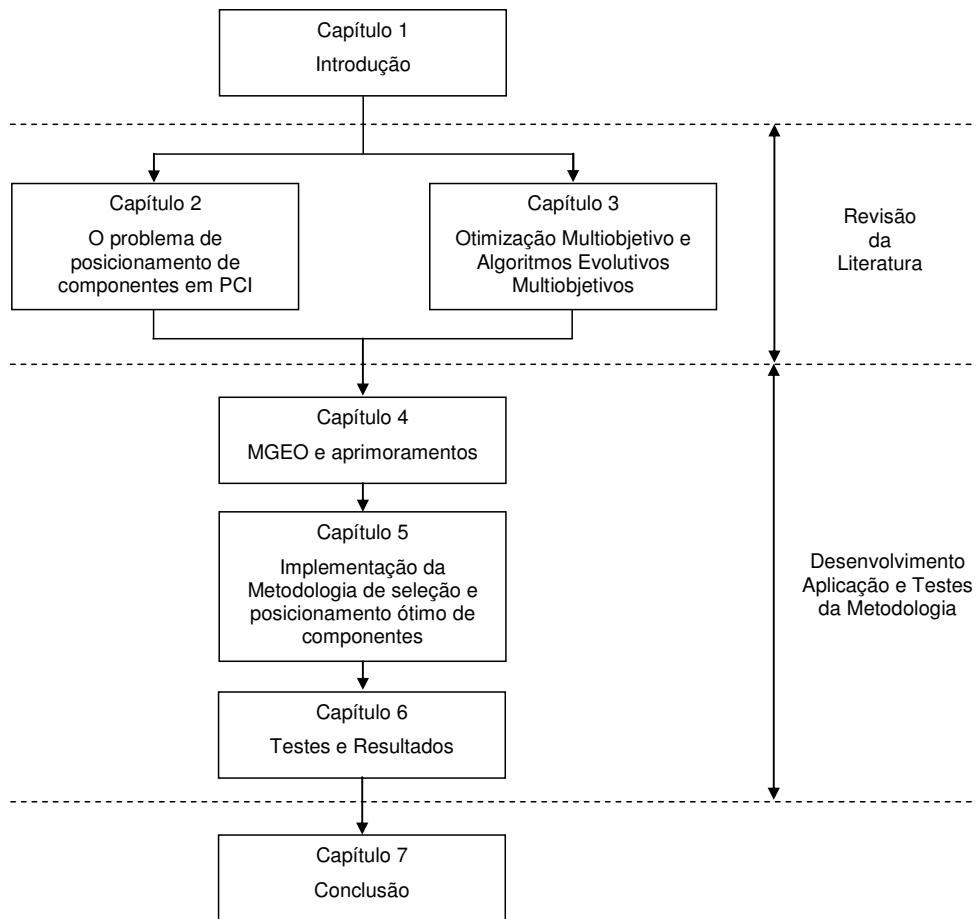 Capítulo 1
Introdução
Capítulo 2
O problema de
posicionamento de
componentes em PCI
Capítulo 3
Otimização Multiobjetivo e
Algoritmos Evolutivos
Multiobjetivos
Revisão
da
Literatura
Capítulo 4
MGEO e aprimoramentos
Capítulo 5
Implementação da
Metodologia de seleção e
posicionamento ótimo de
componentes
Capítulo 6
Testes e Resultados
Desenvolvimento
Aplicação e Testes
da Metodologia
Capítulo 7
Conclusão